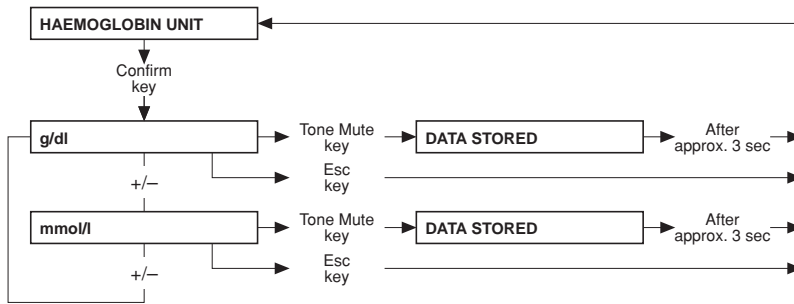 HAEMOGLOBIN UNIT
Confirm
key
g/dl
Tone Mute
key
DATA STORED
After
approx. 3 sec
Esc
key
+/–
mmol/l
Tone Mute
key
DATA STORED
After
approx. 3 sec
Esc
key
+/–